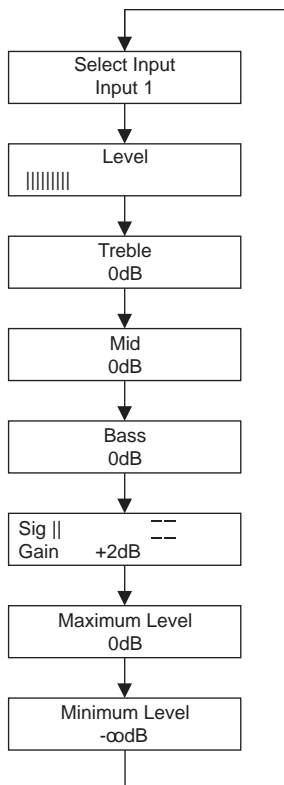 Select Input
Input 1
Level
|||||||||
Treble
0dB
Mid
0dB
Bass
0dB
Sig ||
Gain +2dB
Maximum Level
0dB
Minimum Level
-∞dB